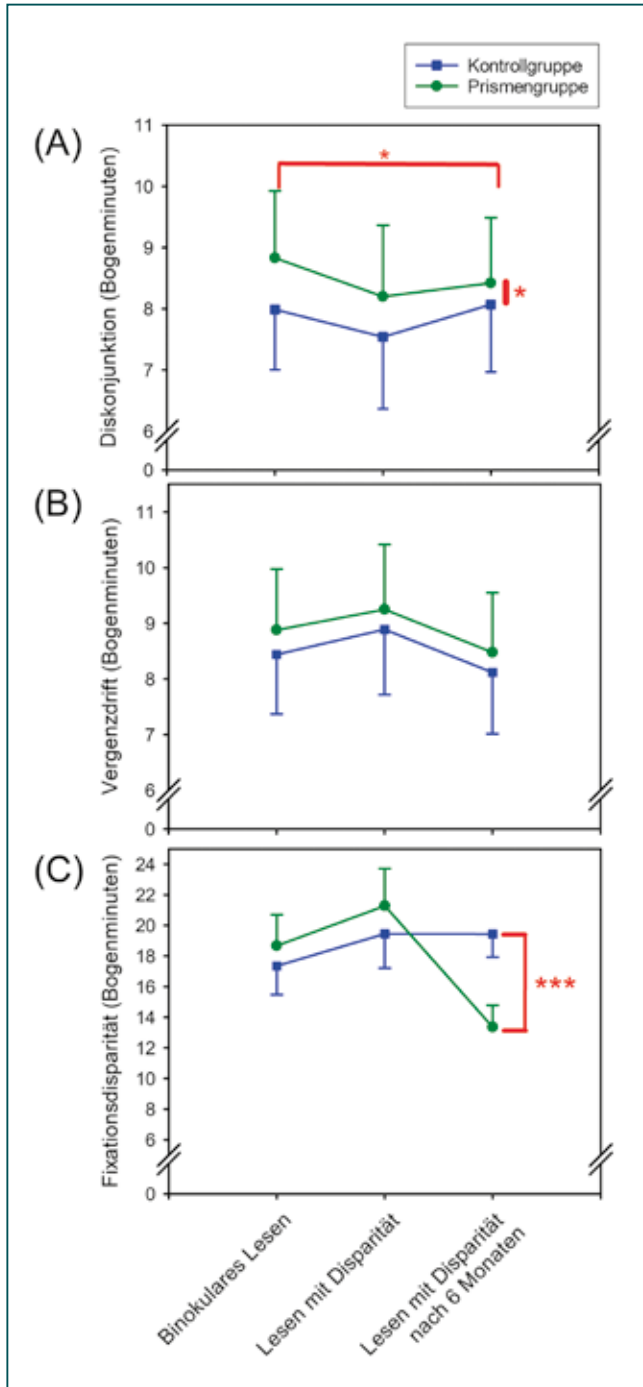 Kontrollgruppe
Prismengruppe
(A)
Diskonjunktion (Bogenminuten)
11
10
9
8
7
6
0
*
*
(B)
Vergenzdrift (Bogenminuten)
11
10
9
8
7
6
0
(C)
Fixationsdisparität (Bogenminuten)
24
22
20
18
16
14
12
10
8
6
0
***
Binokulares Lesen
Lesen mit Disparität
Lesen mit Disparität
nach 6 Monaten